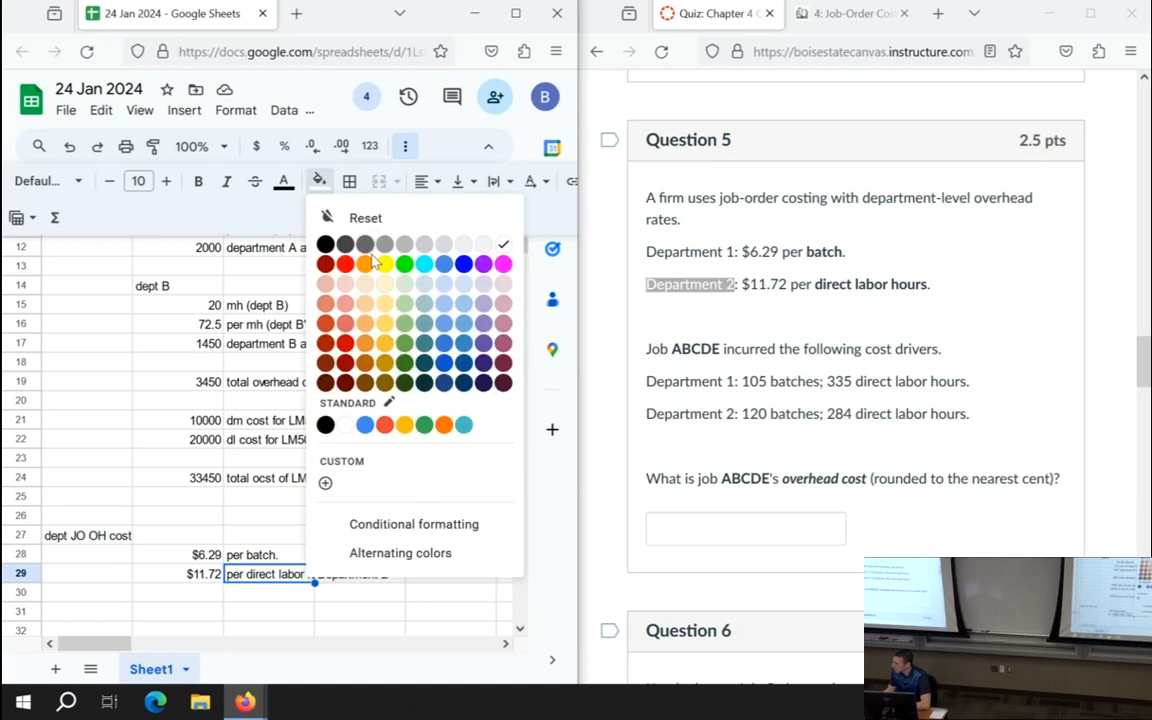 24 Jan 2024 - Google Sheets
https://docs.google.com/spreadsheets/d/1Ls
24 Jan 2024
File Edit View Insert Format Data ...
4
B
100% $ % .0 .00 123
31
Defaul... 10 B I A A
Σ
12 2000 department A a
13
14 dept B
15 20 mh (dept B)
16 72.5 per mh (dept B'
17 1450 department B a
18
19 3450 total overhead c
20
21 10000 dm cost for LM
22 20000 dl cost for LM50
23
24 33450 total ocst of LM
25
26
27 dept JO OH cost
28 $6.29 per batch.
29 $11.72 per direct labor
30
31
32
Reset
STANDARD
CUSTOM
Conditional formatting
Alternating colors
Sheet1
Quiz: Chapter 4 C
4: Job-Order Cos
https://boisestatecanvas.instructure.com
Question 5 2.5 pts
A firm uses job-order costing with department-level overhead
rates.
Department 1: $6.29 per batch.
Department 2: $11.72 per direct labor hours.
Job ABCDE incurred the following cost drivers.
Department 1: 105 batches; 335 direct labor hours.
Department 2: 120 batches; 284 direct labor hours.
What is job ABCDE's overhead cost (rounded to the nearest cent)?
Question 6